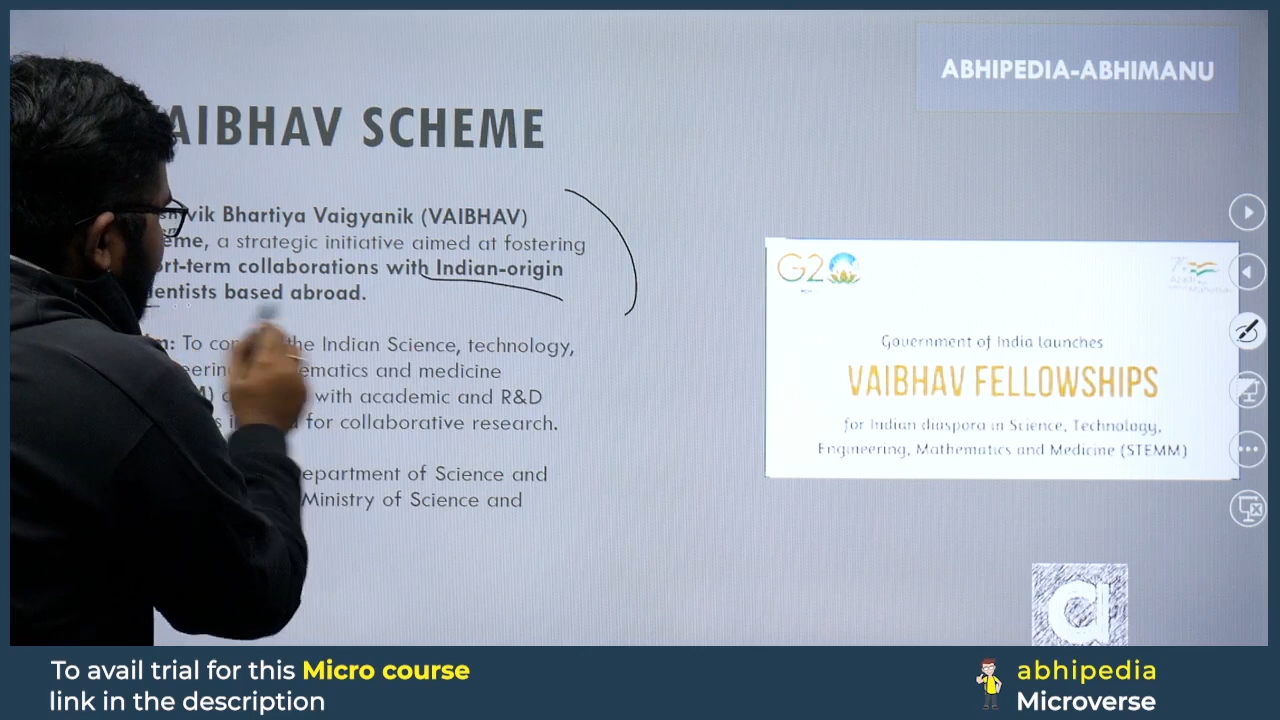 ABHIPEDIA-ABHIMANU
AIBHAV SCHEME
vik Bhartiya Vaigyanik (VAIBHAV)
eme, a strategic initiative aimed at fostering
rt-term collaborations with Indian-origin
entists based abroad.
To the Indian Science, technology,
eering ematics and medicine
with academic and R&D
for collaborative research.
epartment of Science and
Ministry of Science and
G20
Government of India launches
VAIBHAV FELLOWSHIPS
for Indian diaspora in Science, Technology,
Engineering, Mathematics and Medicine (STEMM)
a
To avail trial for this Micro course
link in the description
abhipedia
Microverse